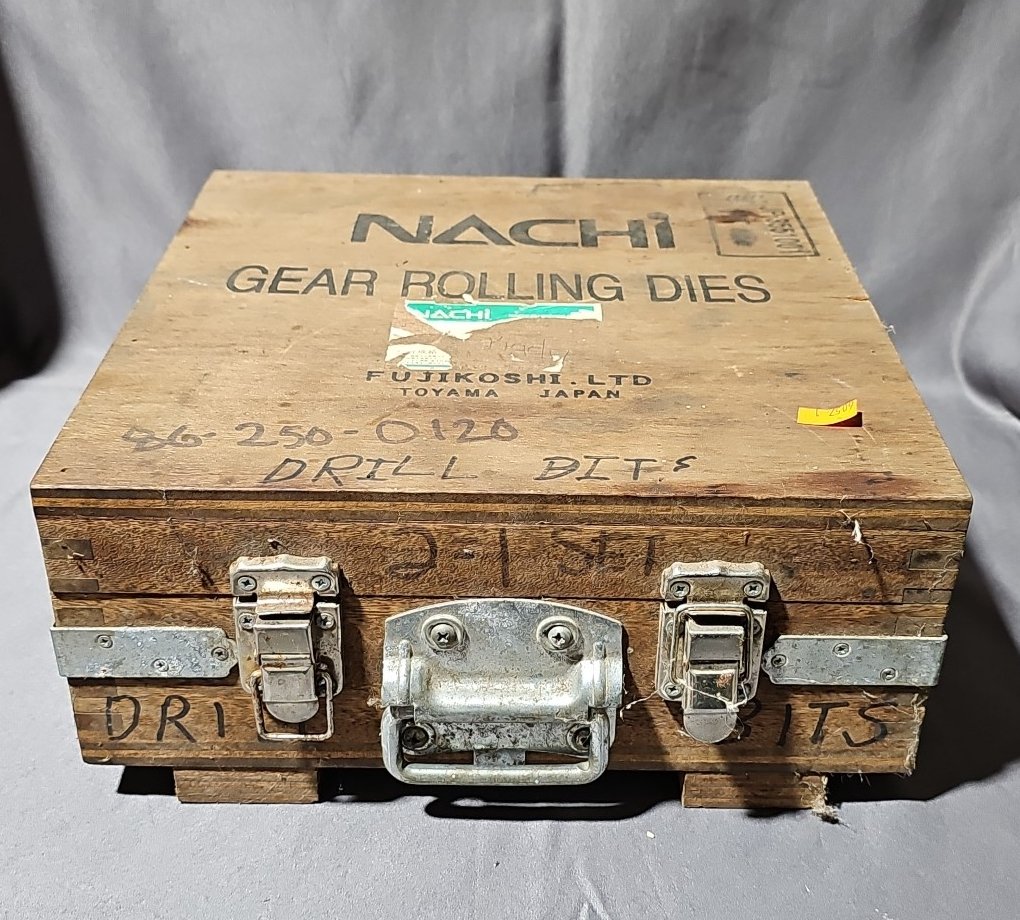 NACHi
GEAR ROLLING DIES
NACHI
FUJIKOSHI.LTD
TOYAMA JAPAN
86-250-0120
DRILL BITS
2-1 SET
DRI BITS